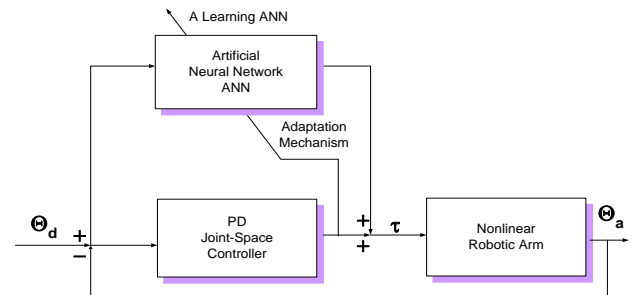 A Learning ANN
Artificial
Neural Network
ANN
Adaptation
Mechanism
Θd
+
−
PD
Joint-Space
Controller
+
+
τ
Nonlinear
Robotic Arm
Θa